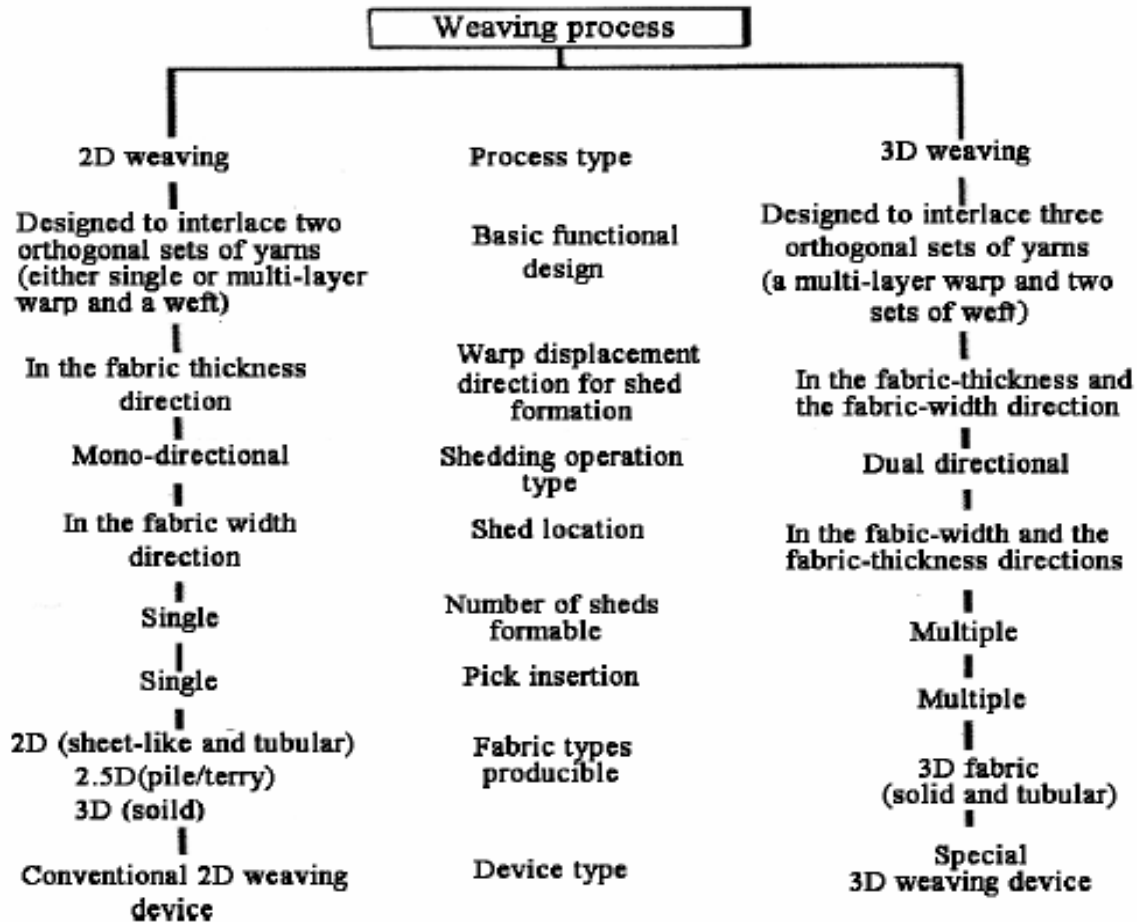 Weaving process
2D weaving
Process type
3D weaving
Designed to interlace two
orthogonal sets of yarns
(either single or multi-layer
warp and a weft)
Basic functional
design
Designed to interlace three
orthogonal sets of yarns
(a multi-layer warp and two
sets of weft)
In the fabric thickness
direction
Warp displacement
direction for shed
formation
In the fabric-thickness and
the fabric-width direction
Mono-directional
Shedding operation
type
Dual directional
In the fabric width
direction
Shed location
In the fabic-width and the
fabric-thickness directions
Single
Number of sheds
formable
Multiple
Single
Pick insertion
Multiple
2D (sheet-like and tubular)
2.5D(pile/terry)
3D (soild)
Fabric types
producible
3D fabric
(solid and tubular)
Conventional 2D weaving
device
Device type
Special
3D weaving device